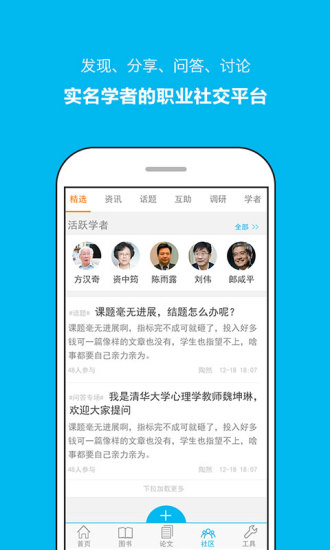 发现、分享、问答、讨论
实名学者的职业社交平台
精选 资讯 话题 互助 调研 学者
活跃学者 全部 >>
方汉奇 资中筠 陈雨露 刘伟 郎咸平
#话题# 课题毫无进展，结题怎么办呢？
课题毫无进展啊，指标完不成可就砸了，投入好多
钱可一篇像样的文章也没有，学生也指望不上，啥
事都要自己亲力亲为。
48人参与 陶然 12-18 18:07
#问答专场# 我是清华大学心理学教师魏坤琳，
欢迎大家提问
课题毫无进展啊，指标完不成可就砸了，投入好多
钱可一篇像样的文章也没有，学生也指望不上，啥
事都要自己亲力亲为。
48人参与 陶然 12-18 18:07
下拉加载更多
首页 图书 论文 社区 工具